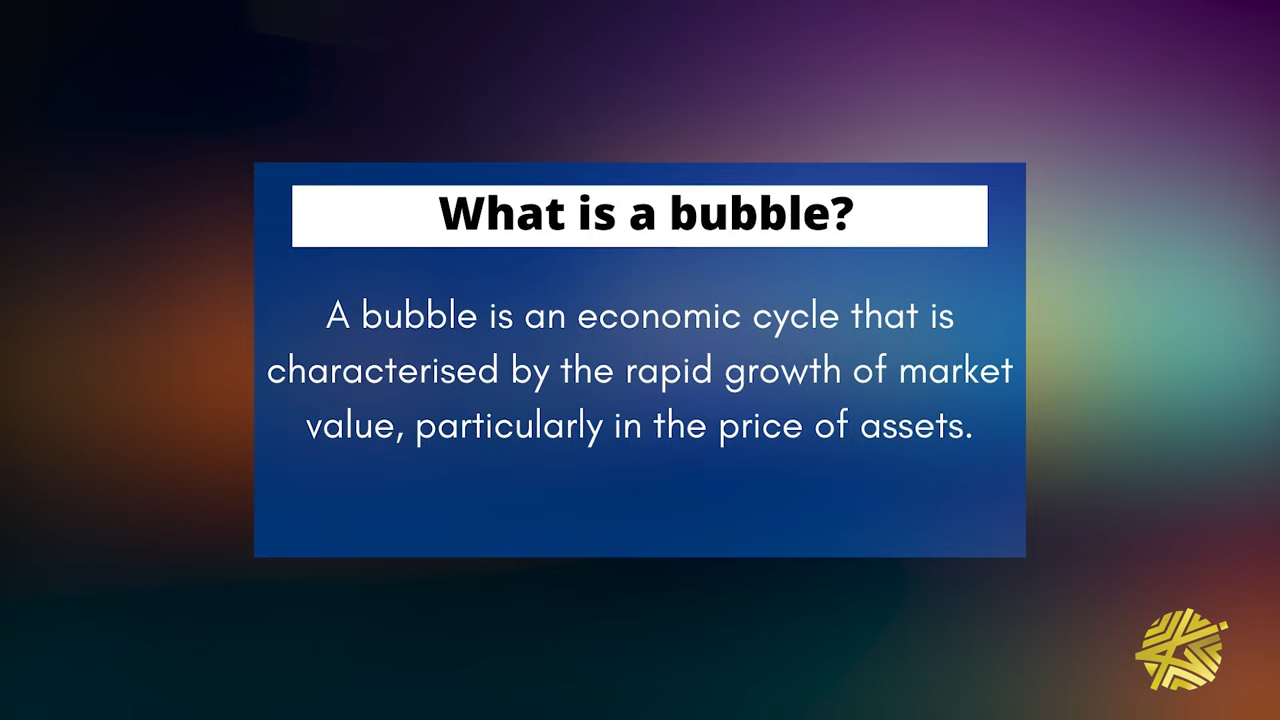 What is a bubble?
A bubble is an economic cycle that is
characterised by the rapid growth of market
value, particularly in the price of assets.